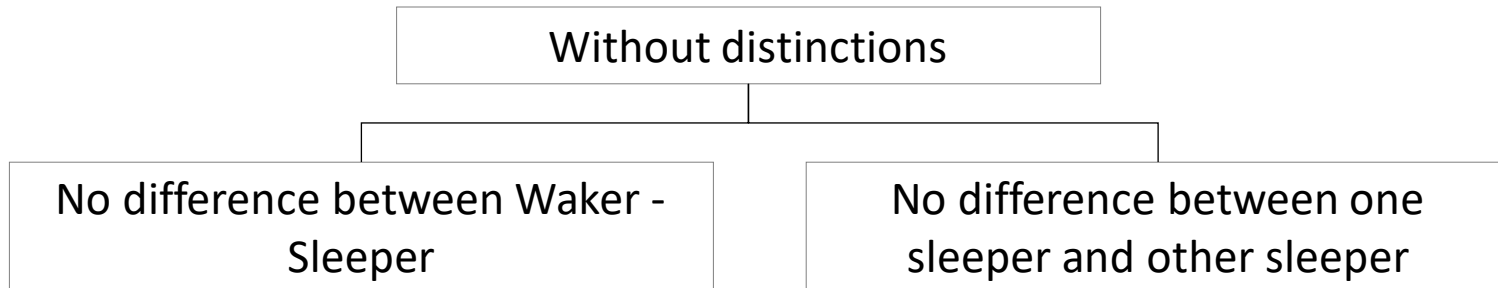 Without distinctions
No difference between Waker -
Sleeper
No difference between one
sleeper and other sleeper